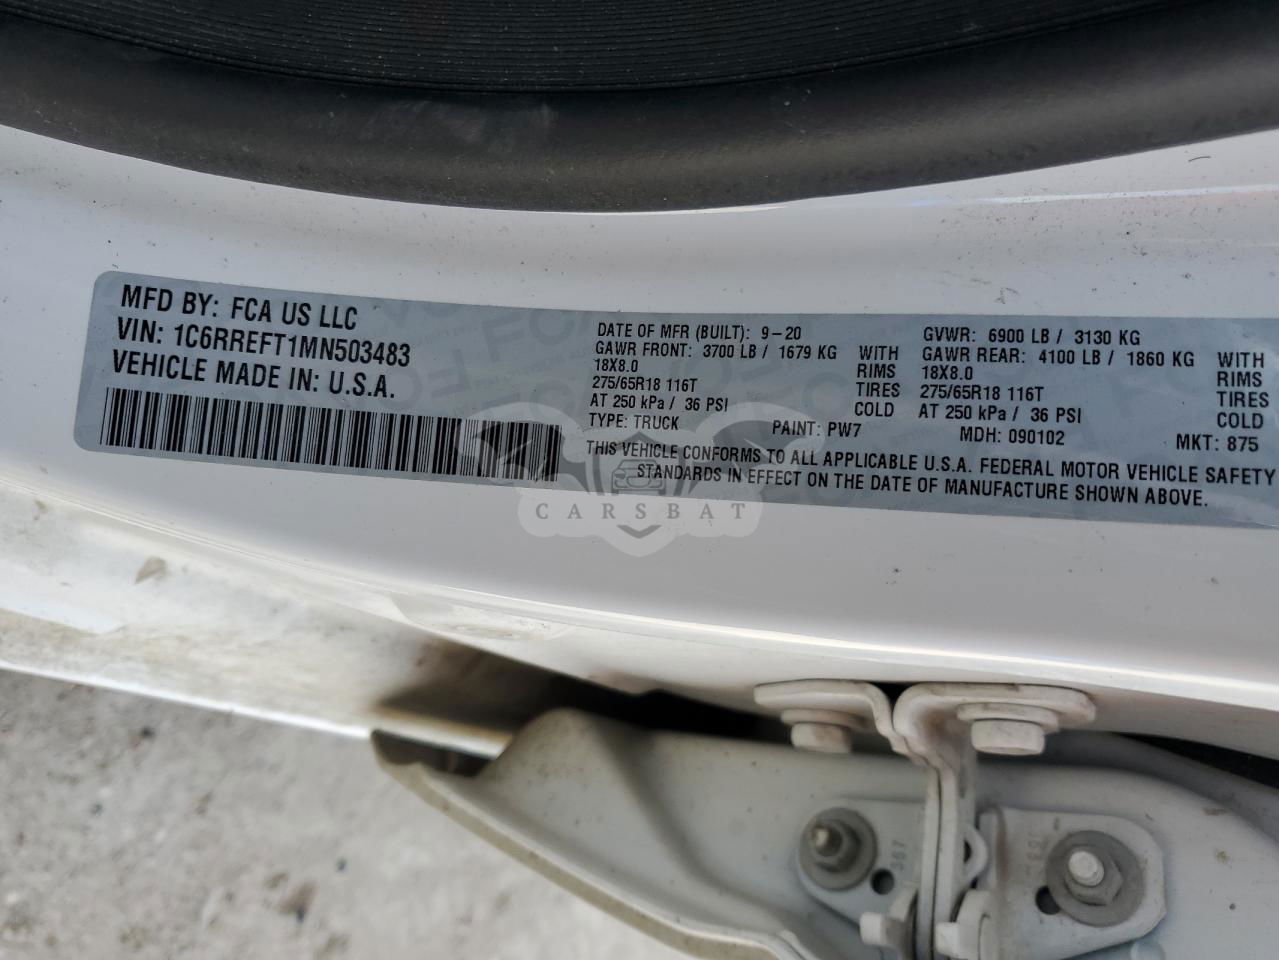 MFD BY: FCA US LLC
VIN: 1C6RREFT1MN503483
VEHICLE MADE IN: U.S.A.
DATE OF MFR (BUILT): 9-20
GAWR FRONT: 3700 LB / 1679 KG WITH
18X8.0 RIMS
275/65R18 116T TIRES
AT 250 kPa / 36 PSI COLD
GVWR: 6900 LB / 3130 KG
GAWR REAR: 4100 LB / 1860 KG WITH
18X8.0 RIMS
275/65R18 116T TIRES
AT 250 kPa / 36 PSI COLD
TYPE: TRUCK PAINT: PW7 MDH: 090102 MKT: 875
THIS VEHICLE CONFORMS TO ALL APPLICABLE U.S.A. FEDERAL MOTOR VEHICLE SAFETY
STANDARDS IN EFFECT ON THE DATE OF MANUFACTURE SHOWN ABOVE.
CARSBAT